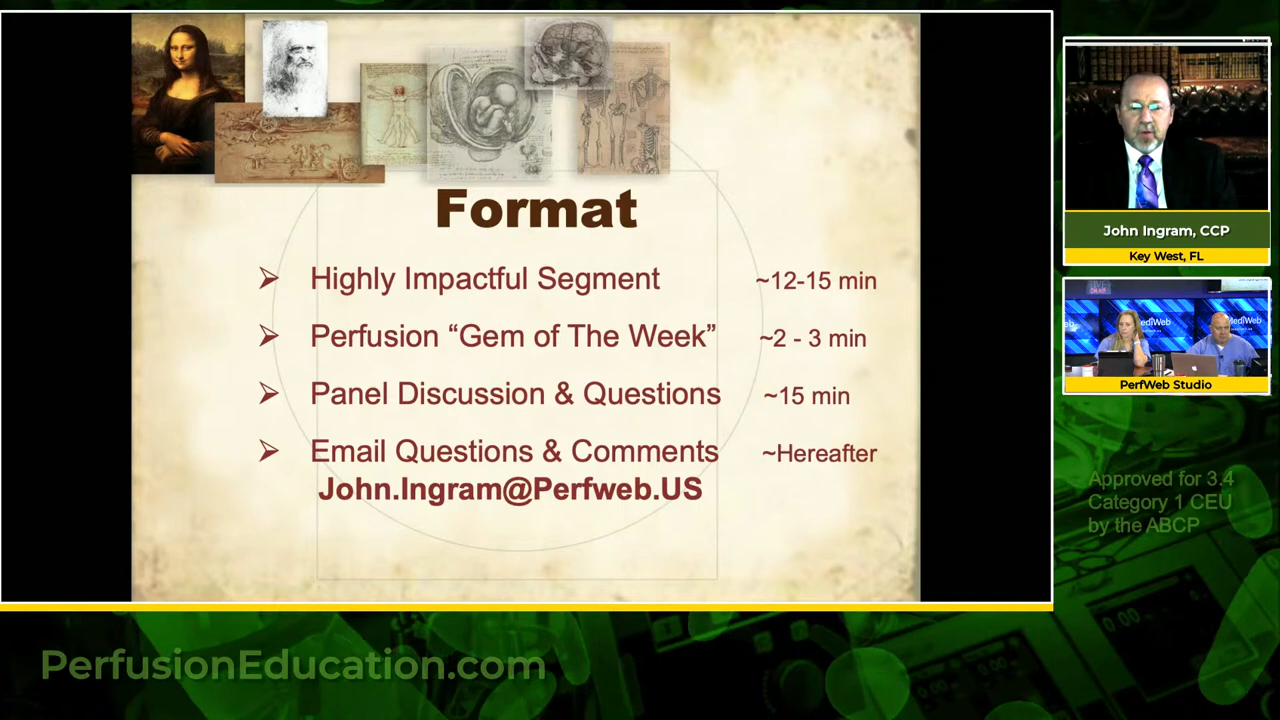 Format
Highly Impactful Segment ~12-15 min
Perfusion “Gem of The Week” ~2 - 3 min
Panel Discussion & Questions ~15 min
Email Questions & Comments ~Hereafter
John.Ingram@Perfweb.US
John Ingram, CCP
Key West, FL
MediWeb
PerfWeb Studio
Approved for 3.4
Category 1 CEU
by the ABCP
PerfusionEducation.com